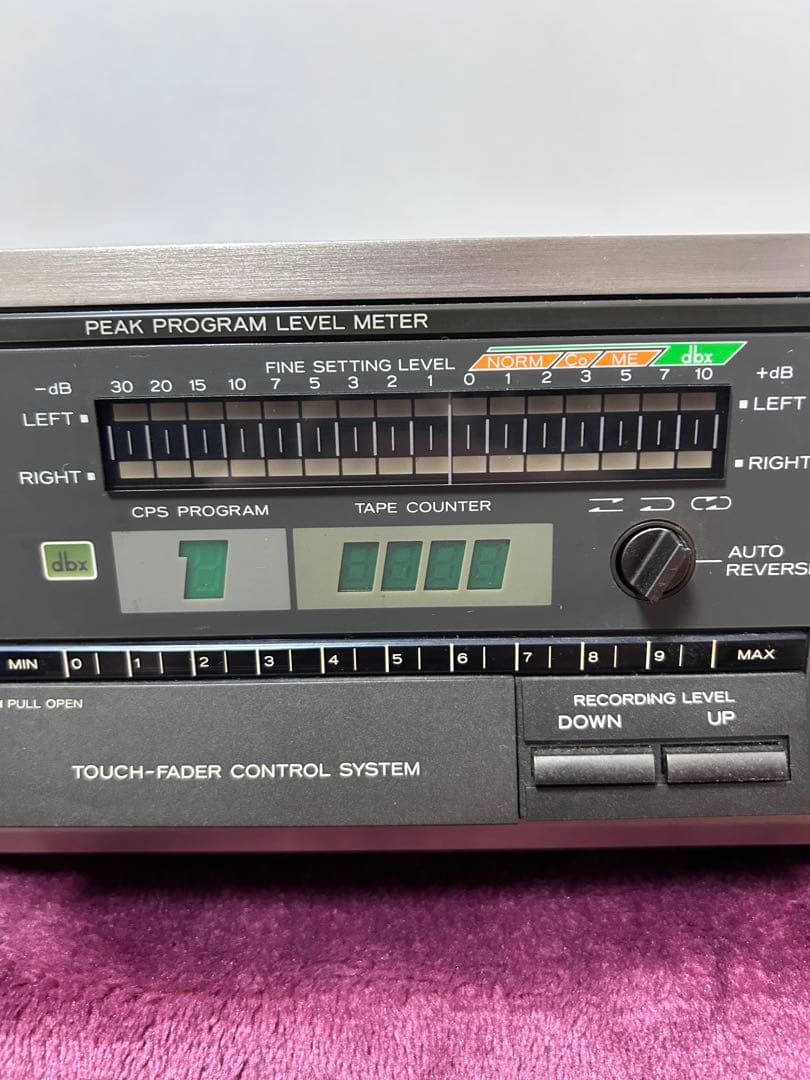 PEAK PROGRAM LEVEL METER
FINE SETTING LEVEL NORM Co ME dbx
-dB 30 20 15 10 7 5 3 2 1 0 1 2 3 5 7 10 +dB
LEFT LEFT
RIGHT RIGHT
CPS PROGRAM TAPE COUNTER
dbx
AUTO
REVERS
MIN 0 1 2 3 4 5 6 7 8 9 MAX
PULL OPEN
RECORDING LEVEL
DOWN UP
TOUCH-FADER CONTROL SYSTEM